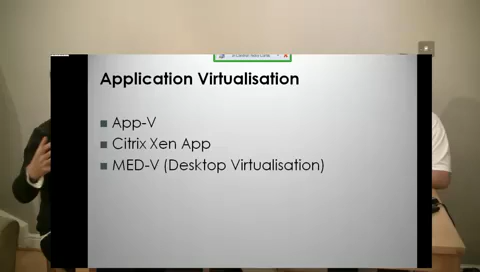 Application Virtualisation
App-V
Citrix Xen App
MED-V (Desktop Virtualisation)